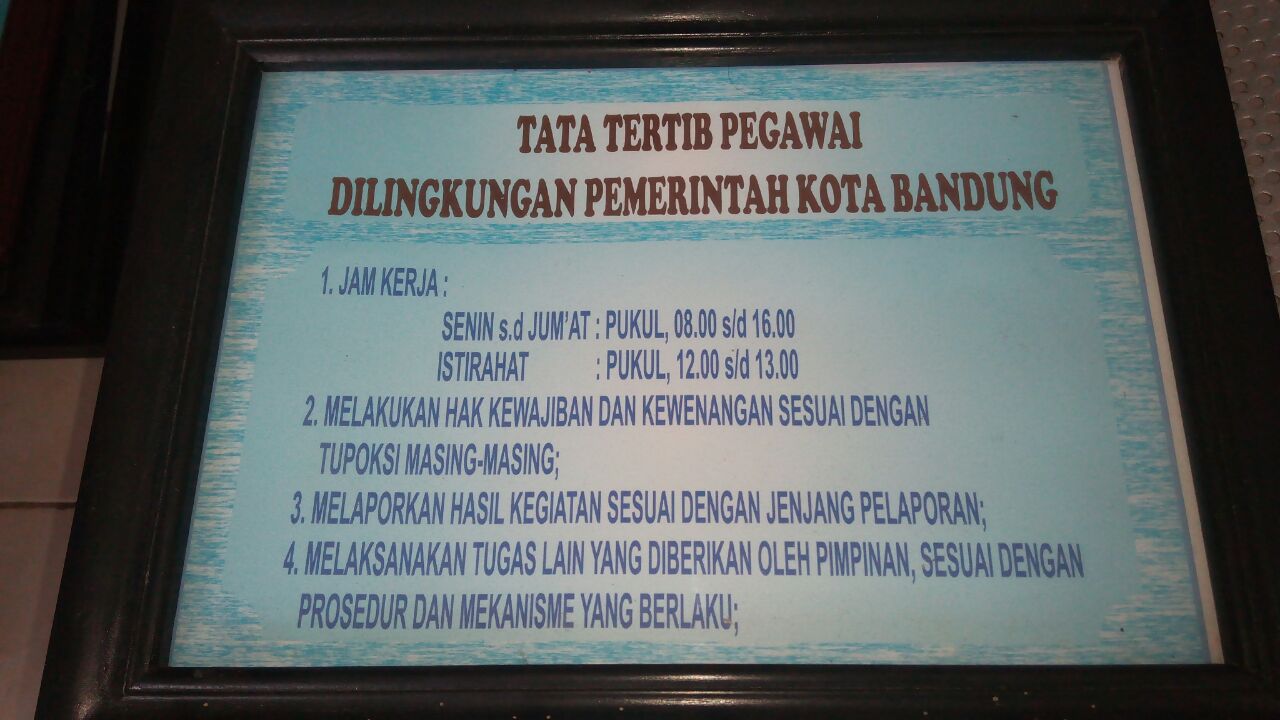 TATA TERTIB PEGAWAI
DILINGKUNGAN PEMERINTAH KOTA BANDUNG
1. JAM KERJA :
SENIN s.d JUM'AT : PUKUL, 08.00 s/d 16.00
ISTIRAHAT : PUKUL, 12.00 s/d 13.00
2. MELAKUKAN HAK KEWAJIBAN DAN KEWENANGAN SESUAI DENGAN
TUPOKSI MASING-MASING;
3. MELAPORKAN HASIL KEGIATAN SESUAI DENGAN JENJANG PELAPORAN;
4. MELAKSANAKAN TUGAS LAIN YANG DIBERIKAN OLEH PIMPINAN, SESUAI DENGAN
PROSEDUR DAN MEKANISME YANG BERLAKU;